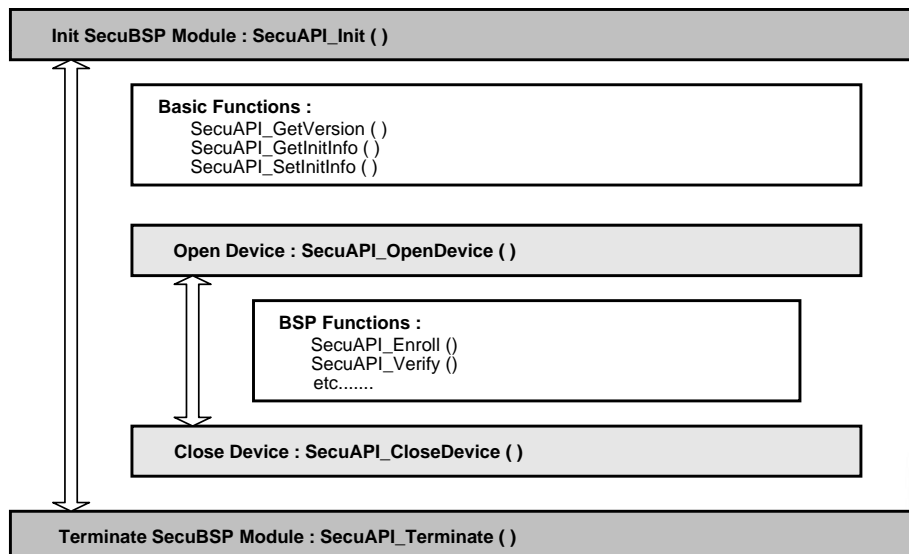 Init SecuBSP Module : SecuAPI_Init ( )
Basic Functions :
SecuAPI_GetVersion ( )
SecuAPI_GetInitInfo ( )
SecuAPI_SetInitInfo ( )
Open Device : SecuAPI_OpenDevice ( )
BSP Functions :
SecuAPI_Enroll ()
SecuAPI_Verify ()
etc.......
Close Device : SecuAPI_CloseDevice ( )
Terminate SecuBSP Module : SecuAPI_Terminate ( )